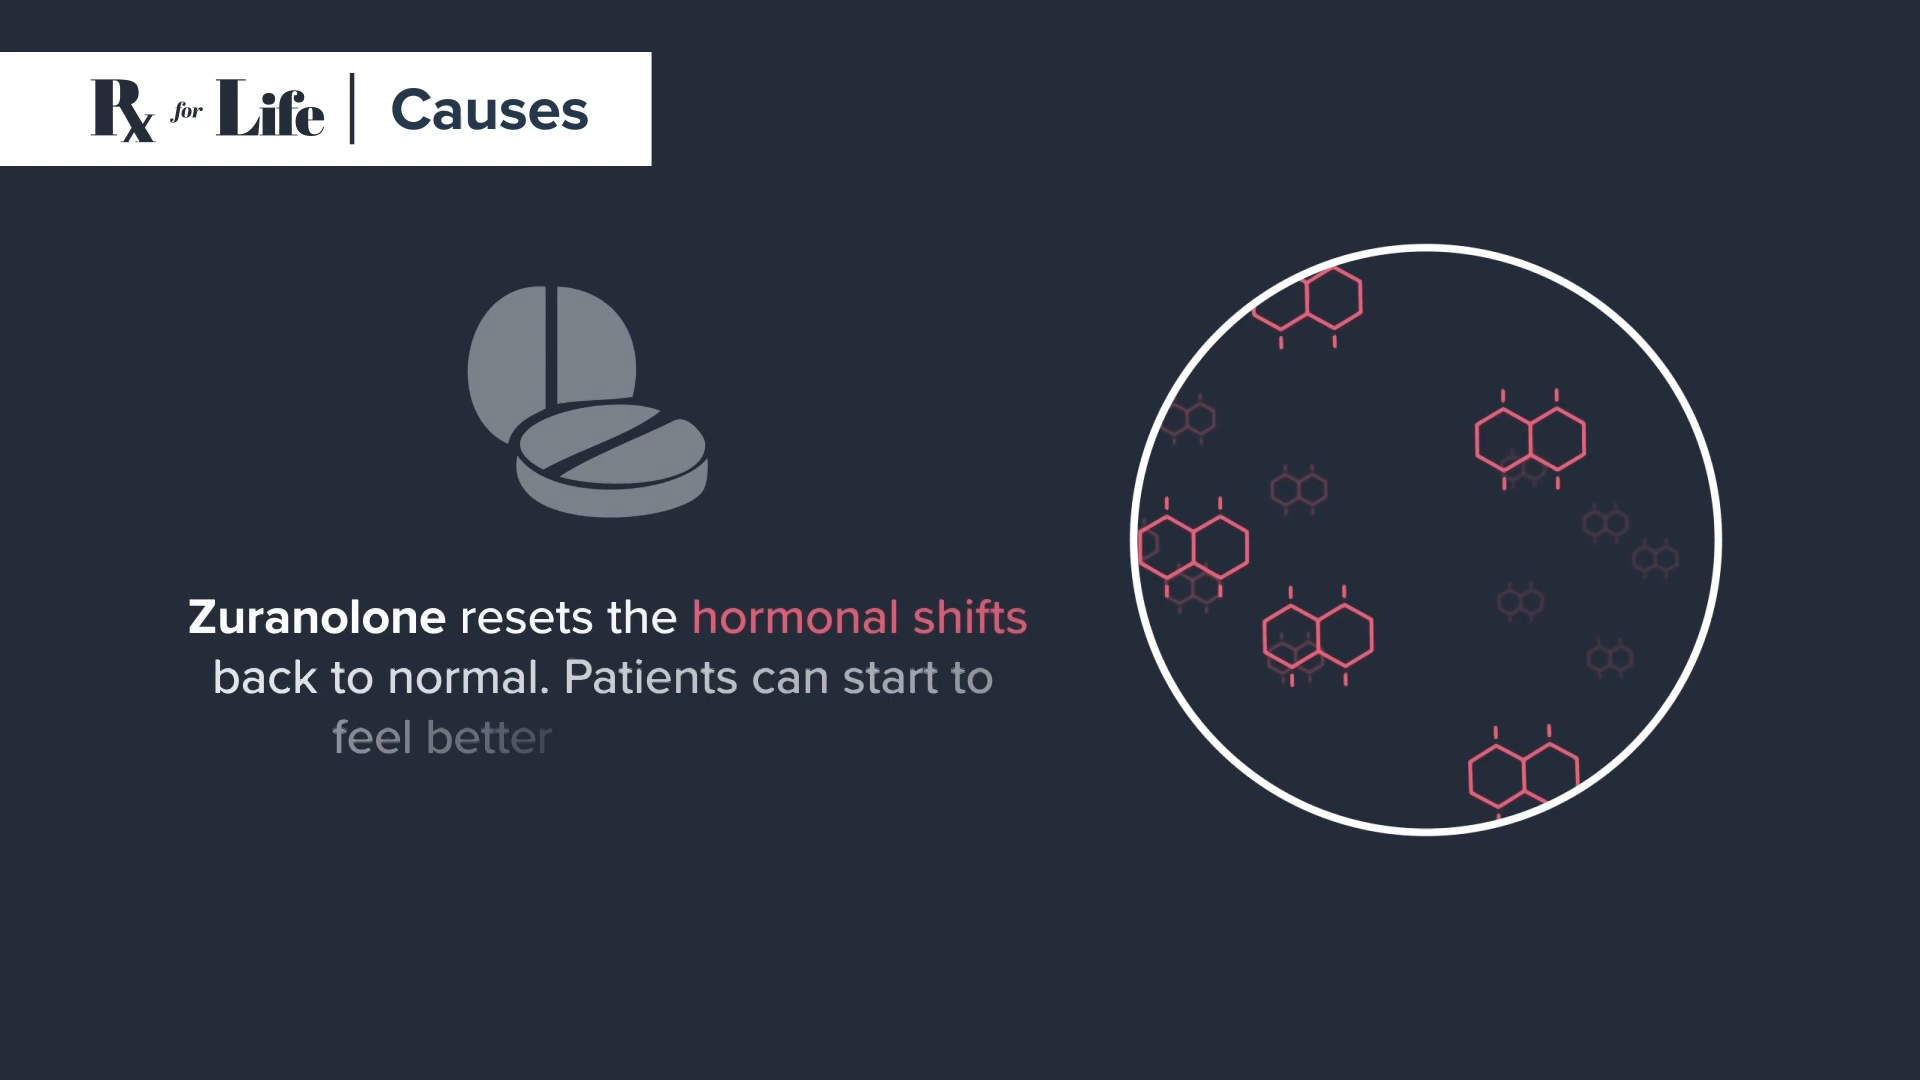 Rx for Life | Causes
Zuranolone resets the hormonal shifts
back to normal. Patients can start to
feel better